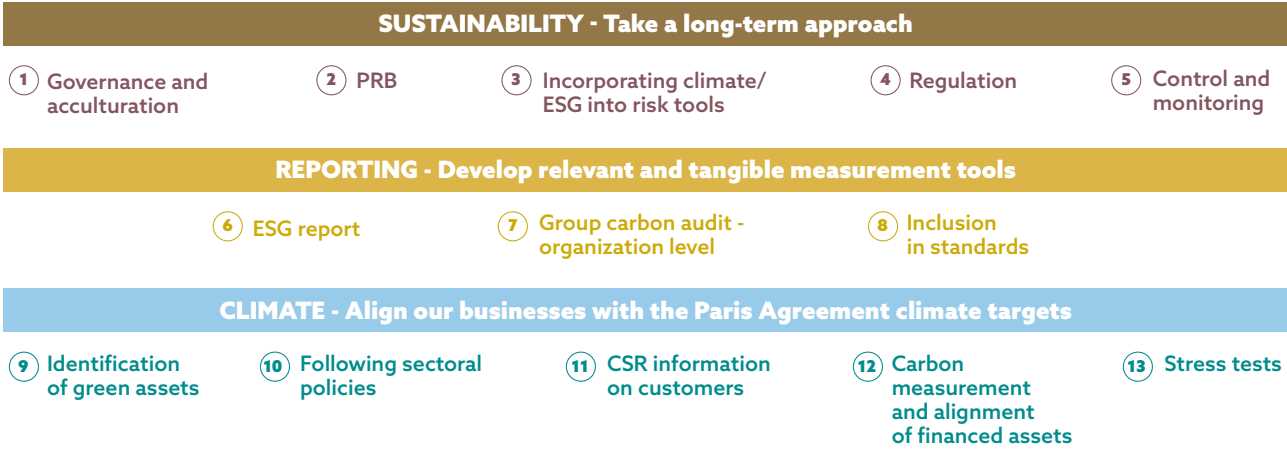 SUSTAINABILITY - Take a long-term approach
1 Governance and
acculturation
2 PRB
3 Incorporating climate/
ESG into risk tools
4 Regulation
5 Control and
monitoring
REPORTING - Develop relevant and tangible measurement tools
6 ESG report
7 Group carbon audit -
organization level
8 Inclusion
in standards
CLIMATE - Align our businesses with the Paris Agreement climate targets
9 Identification
of green assets
10 Following sectoral
policies
11 CSR information
on customers
12 Carbon
measurement
and alignment
of financed assets
13 Stress tests